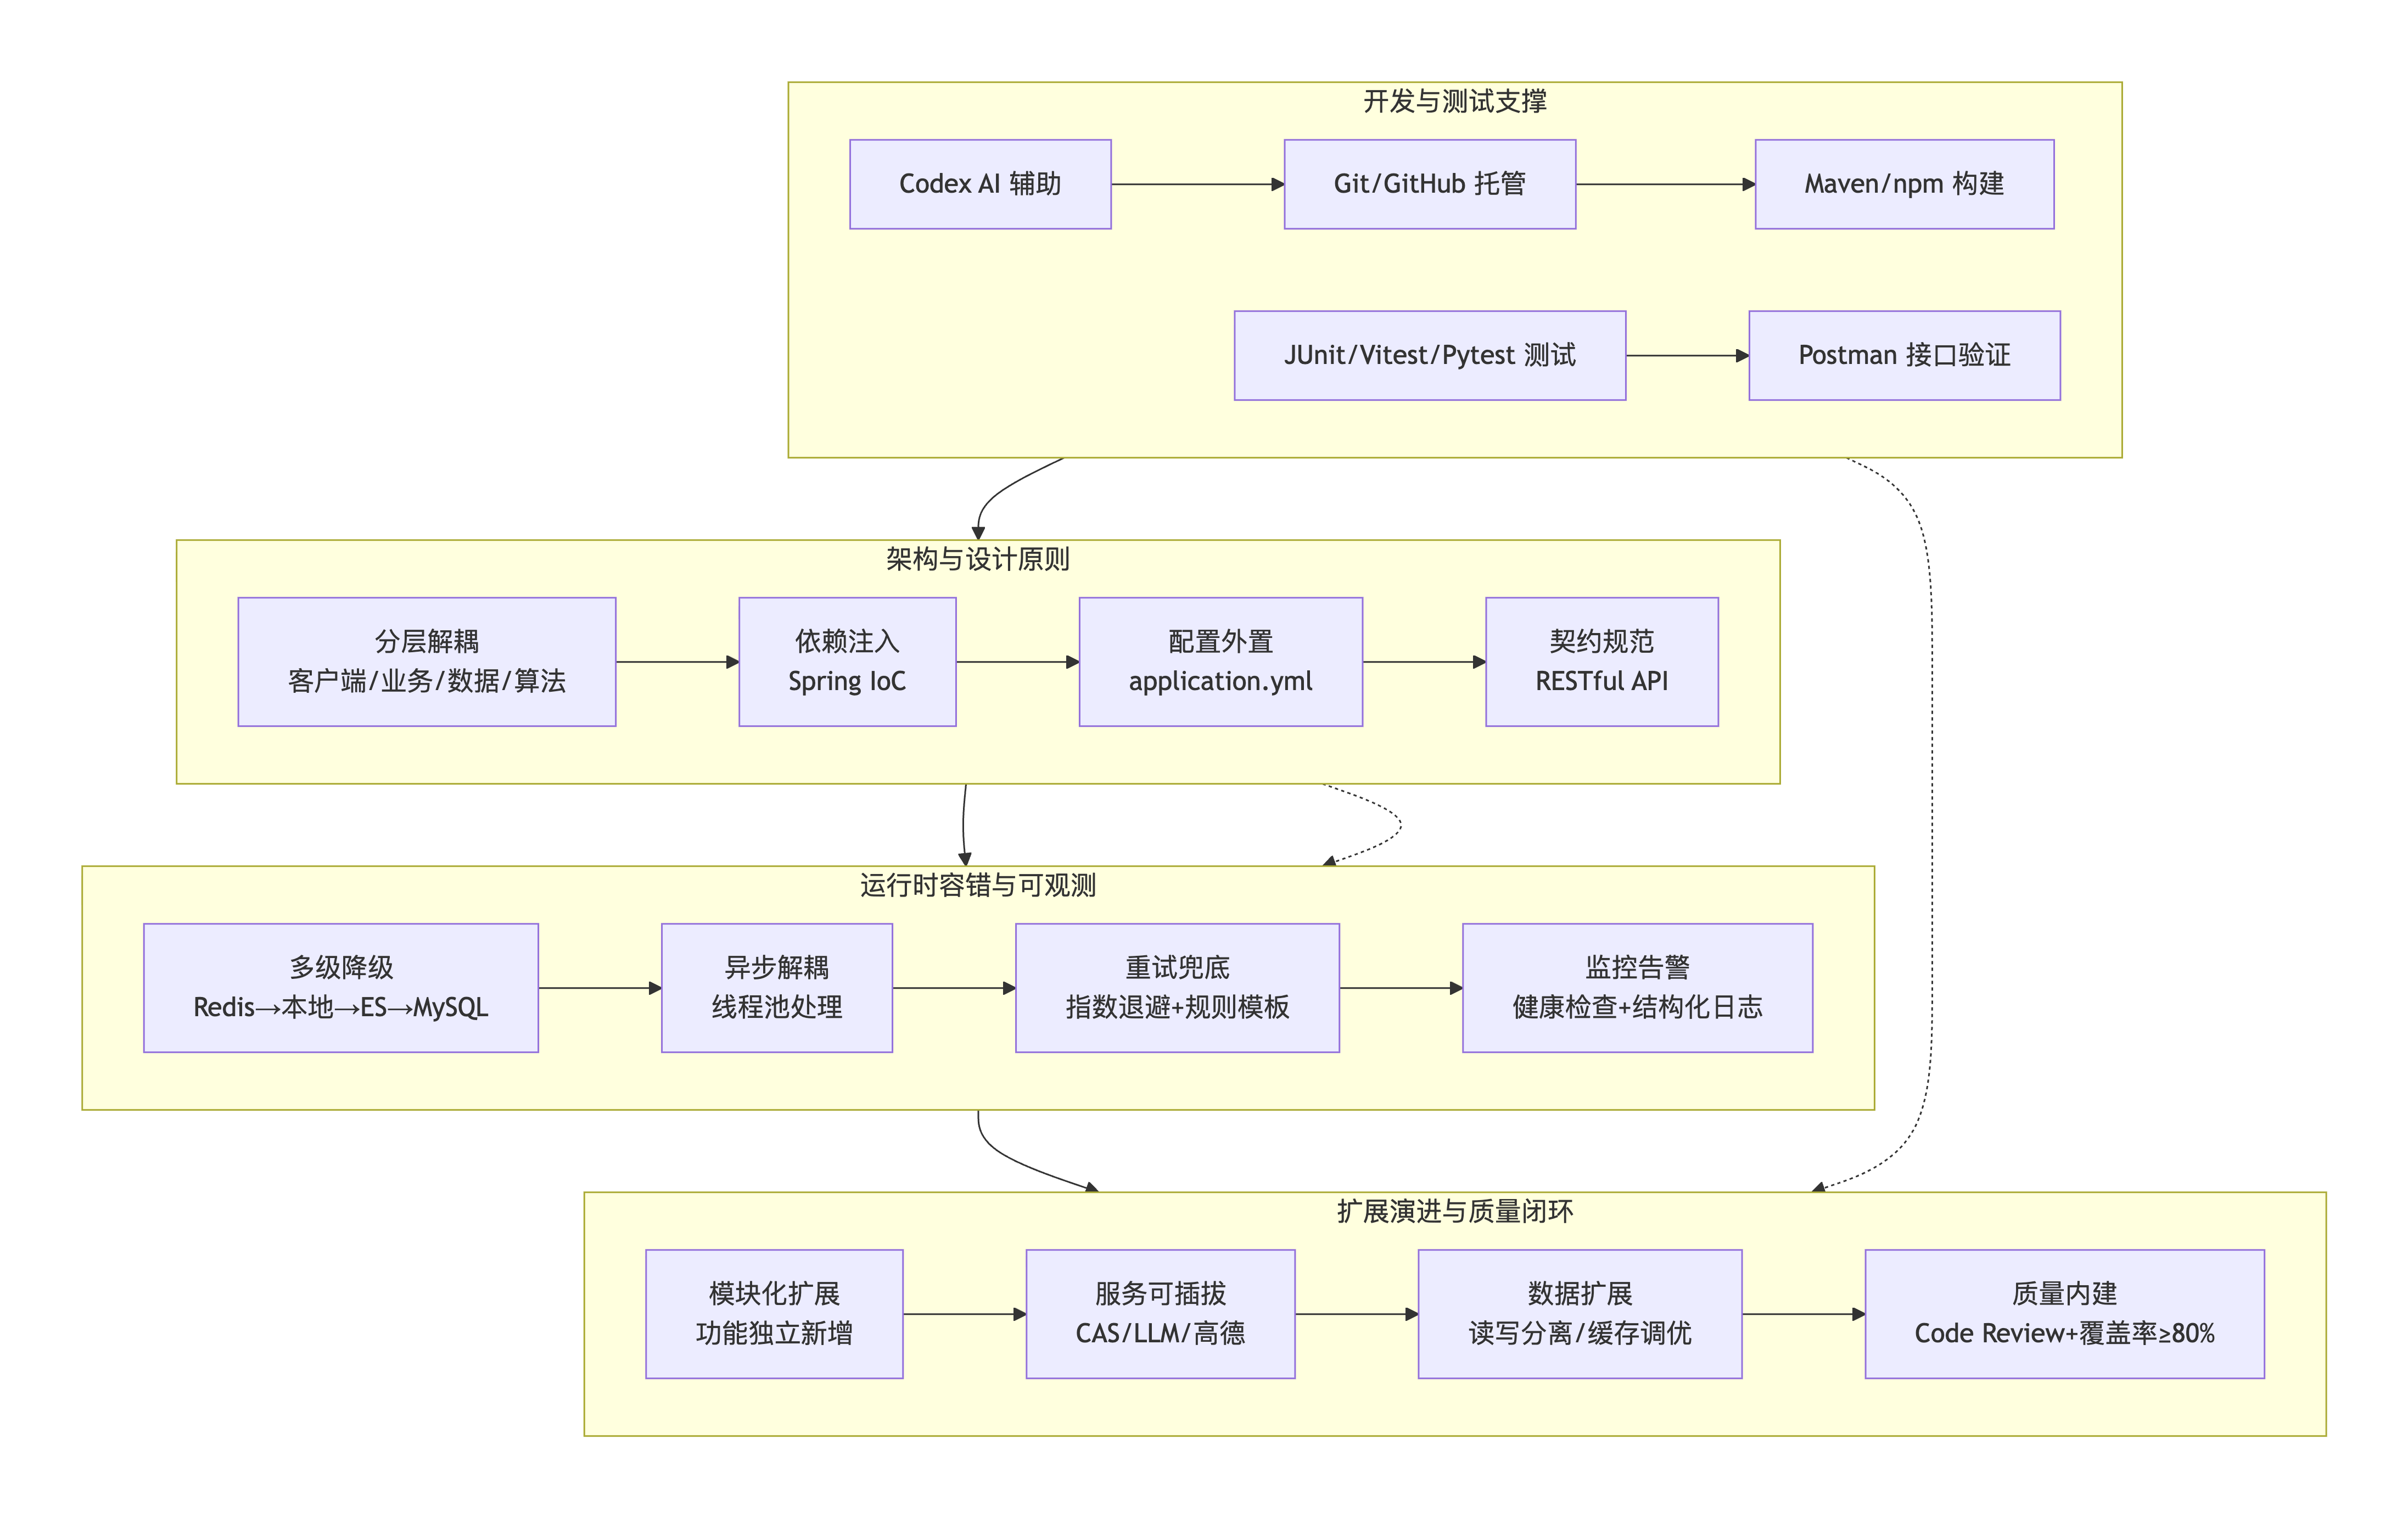 开发与测试支撑
Codex AI 辅助
Git/GitHub 托管
Maven/npm 构建
JUnit/Vitest/Pytest 测试
Postman 接口验证
架构与设计原则
分层解耦
客户端/业务/数据/算法
依赖注入
Spring IoC
配置外置
application.yml
契约规范
RESTful API
运行时容错与可观测
多级降级
Redis→本地→ES→MySQL
异步解耦
线程池处理
重试兜底
指数退避+规则模板
监控告警
健康检查+结构化日志
扩展演进与质量闭环
模块化扩展
功能独立新增
服务可插拔
CAS/LLM/高德
数据扩展
读写分离/缓存调优
质量内建
Code Review+覆盖率≥80%